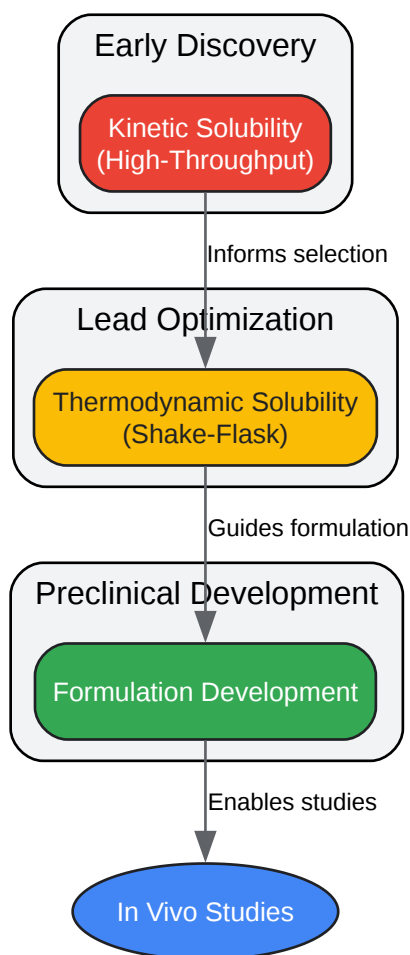 Early Discovery
Kinetic Solubility
(High-Throughput)
Informs selection
Lead Optimization
Thermodynamic Solubility
(Shake-Flask)
Guides formulation
Preclinical Development
Formulation Development
Enables studies
In Vivo Studies